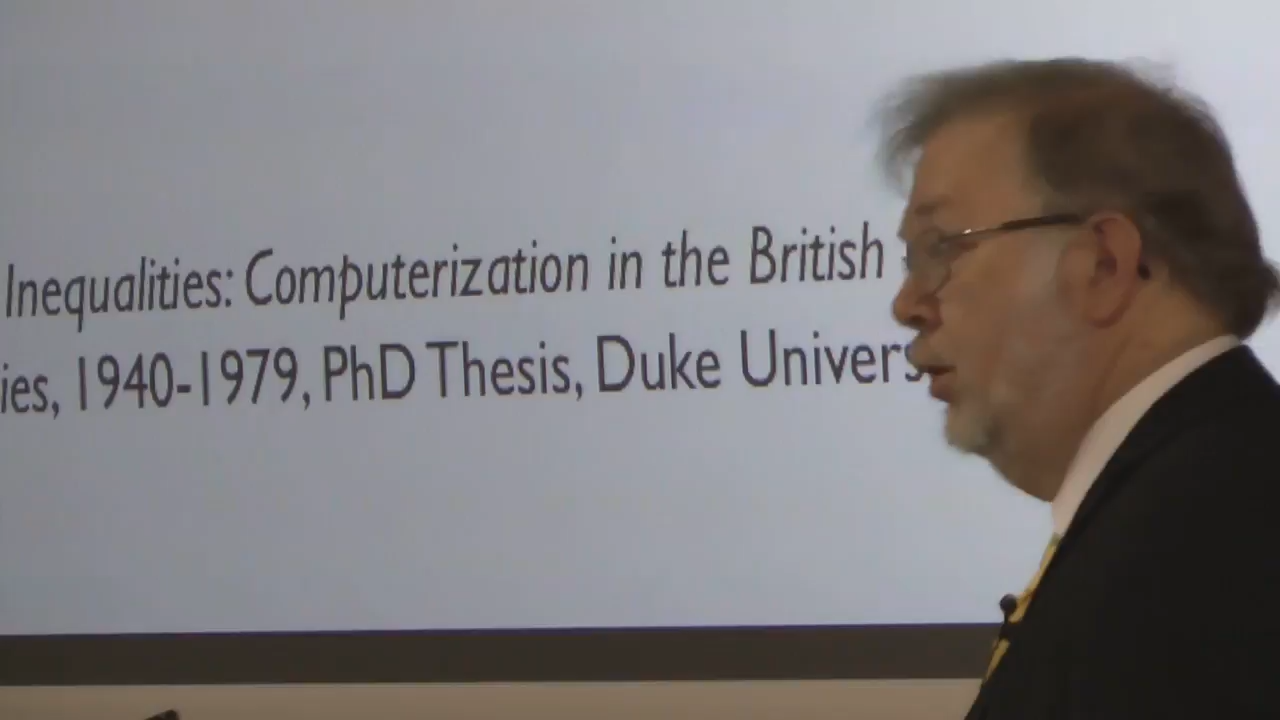 Inequalities: Computerization in the British
ies, 1940-1979, PhD Thesis, Duke Univers